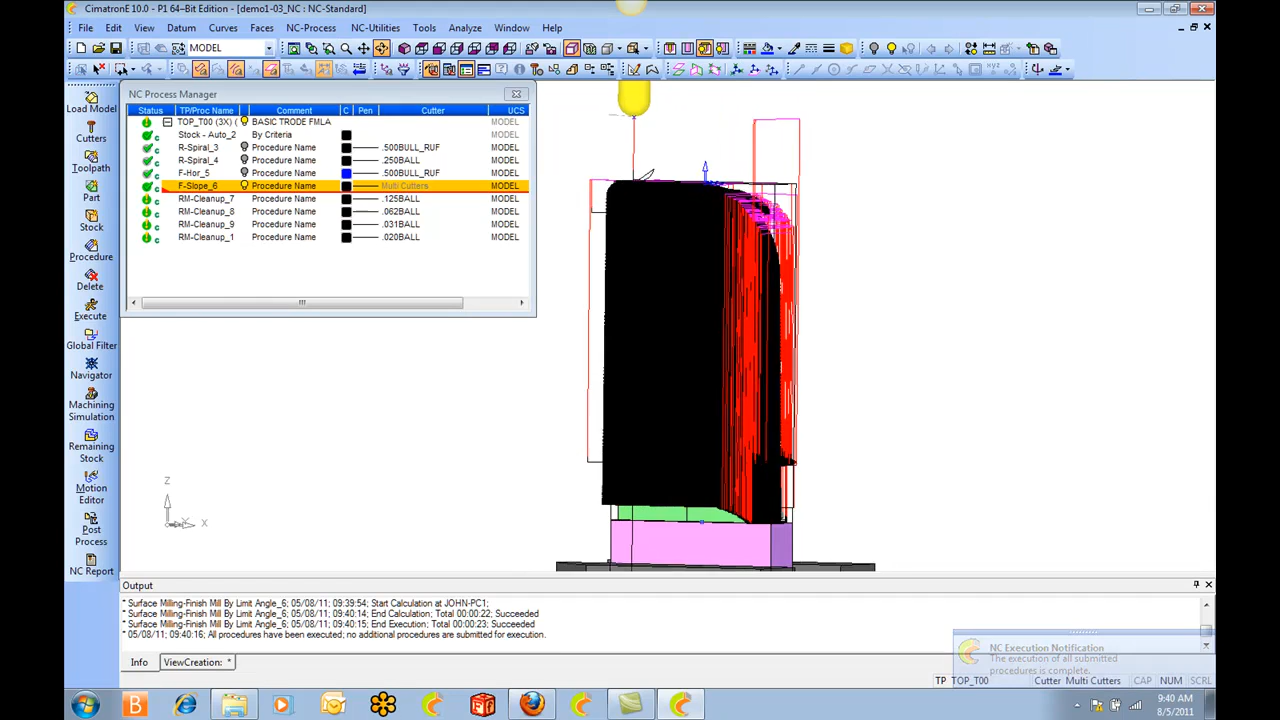 CimatronE 10.0 - P1 64-Bit Edition - [demo1-03_NC : NC-Standard]
File Edit View Datum Curves Faces NC-Process NC-Utilities Tools Analyze Window Help
MODEL
NC Process Manager
Status TP/Proc Name Comment C Pen Cutter UCS
TOP_T00 (3X) ( BASIC TRODE FMLA MODEL
Stock - Auto_2 By Criteria MODEL
R-Spiral_3 Procedure Name .500BULL_RUF MODEL
R-Spiral_4 Procedure Name .250BALL MODEL
F-Hor_5 Procedure Name .500BULL_RUF MODEL
F-Slope_6 Procedure Name Multi Cutters MODEL
RM-Cleanup_7 Procedure Name .125BALL MODEL
RM-Cleanup_8 Procedure Name .062BALL MODEL
RM-Cleanup_9 Procedure Name .031BALL MODEL
RM-Cleanup_1 Procedure Name .020BALL MODEL
Load Model
Cutters
Toolpath
Part
Stock
Procedure
Delete
Execute
Global Filter
Navigator
Machining
Simulation
Remaining
Stock
Motion
Editor
Post
Process
NC Report
Z
Y
X
Output
* Surface Milling-Finish Mill By Limit Angle_6; 05/08/11; 09:39:54; Start Calculation at JOHN-PC1;
* Surface Milling-Finish Mill By Limit Angle_6; 05/08/11; 09:40:14; End Calculation; Total 00:00:22; Succeeded
* Surface Milling-Finish Mill By Limit Angle_6; 05/08/11; 09:40:15; End Execution; Total 00:00:23; Succeeded
* 05/08/11; 09:40:16; All procedures have been executed; no additional procedures are submitted for execution.
NC Execution Notification
The execution of all submitted
procedures is complete.
Info ViewCreation: *
TP TOP_T00 Cutter Multi Cutters CAP NUM SCRL
9:40 AM
8/5/2011